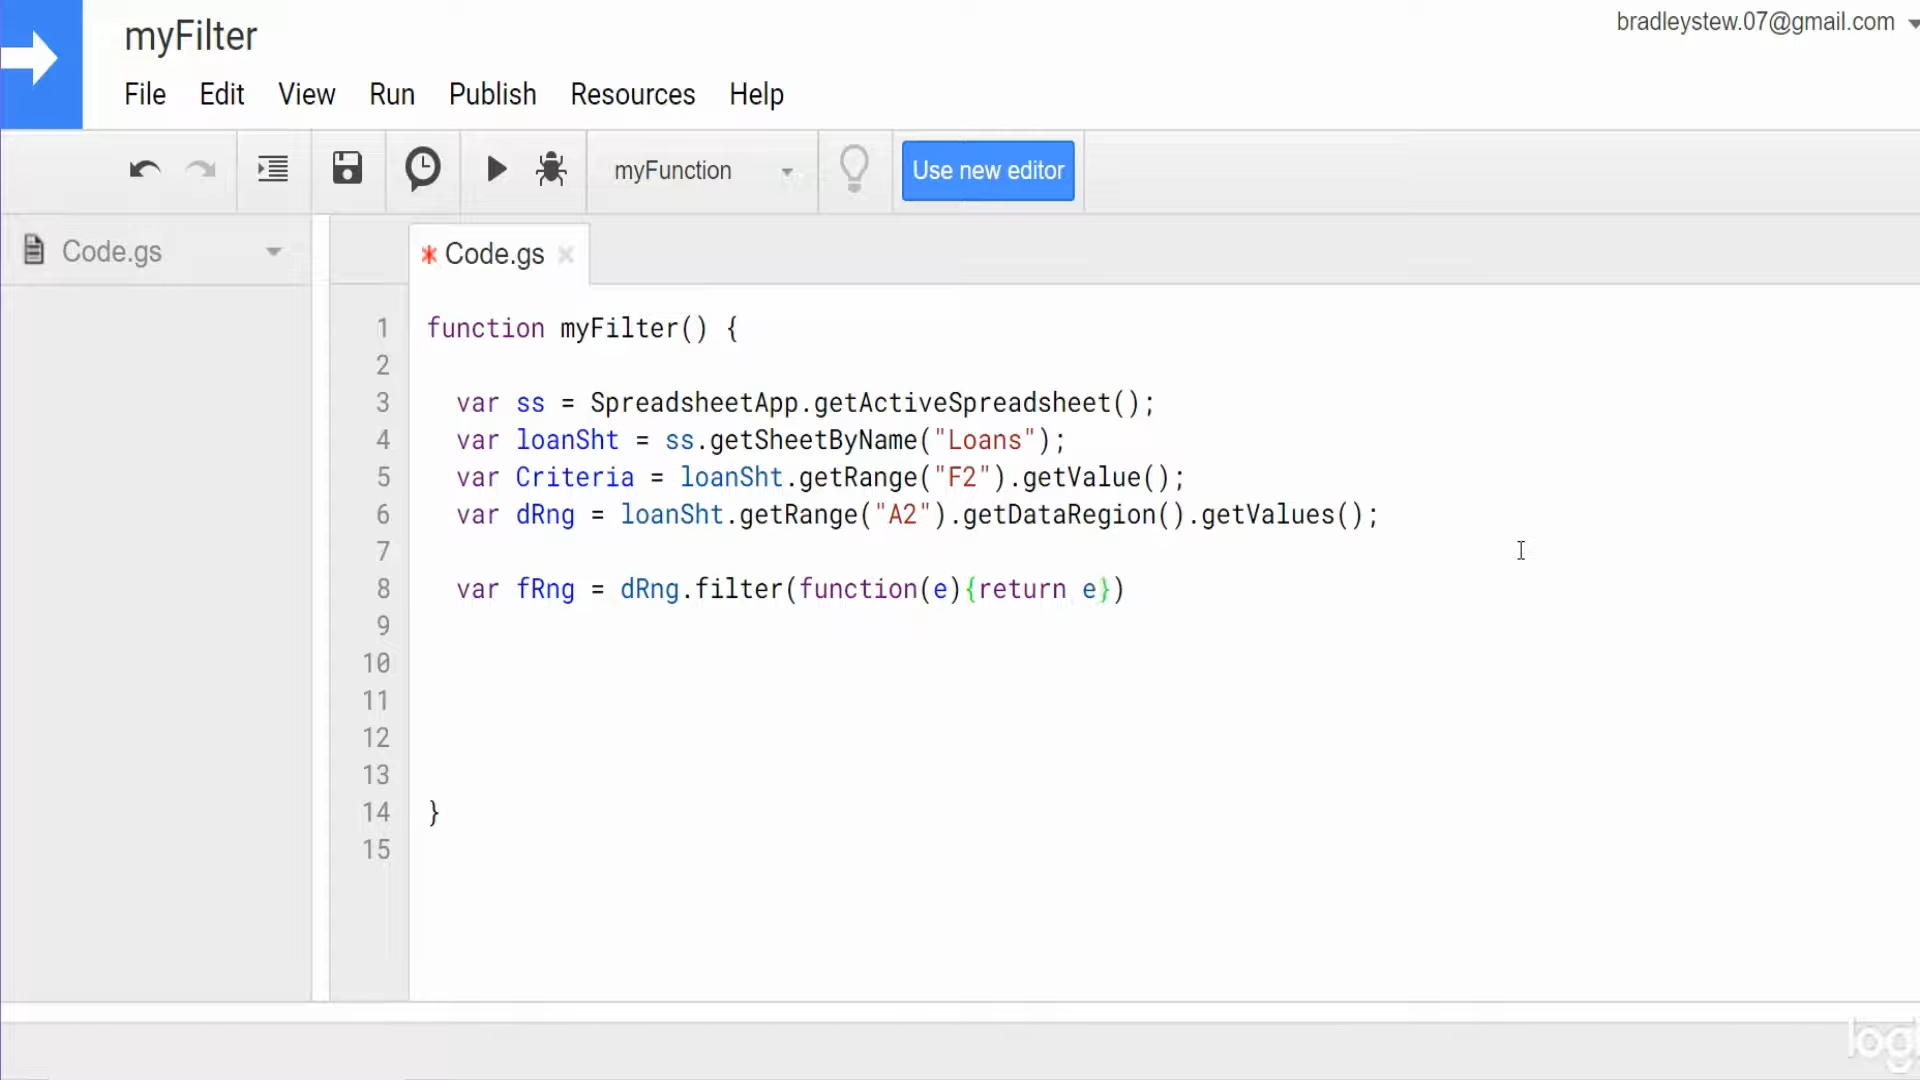 myFilter
bradleystew.07@gmail.com
File Edit View Run Publish Resources Help
myFunction
Use new editor
Code.gs
* Code.gs ×
1 function myFilter() {
2
3 var ss = SpreadsheetApp.getActiveSpreadsheet();
4 var loanSht = ss.getSheetByName("Loans");
5 var Criteria = loanSht.getRange("F2").getValue();
6 var dRng = loanSht.getRange("A2").getDataRegion().getValues();
7
8 var fRng = dRng.filter(function(e){return e})
9
10
11
12
13
14 }
15